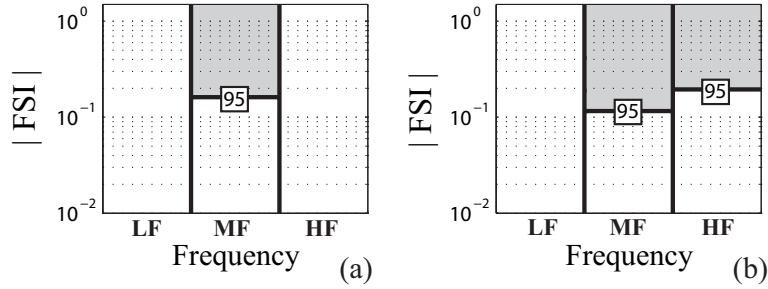 10⁰
10⁻¹
10⁻²
| FSI |
95
LF MF HF
Frequency
(a)
10⁰
10⁻¹
10⁻²
| FSI |
95
95
LF MF HF
Frequency
(b)